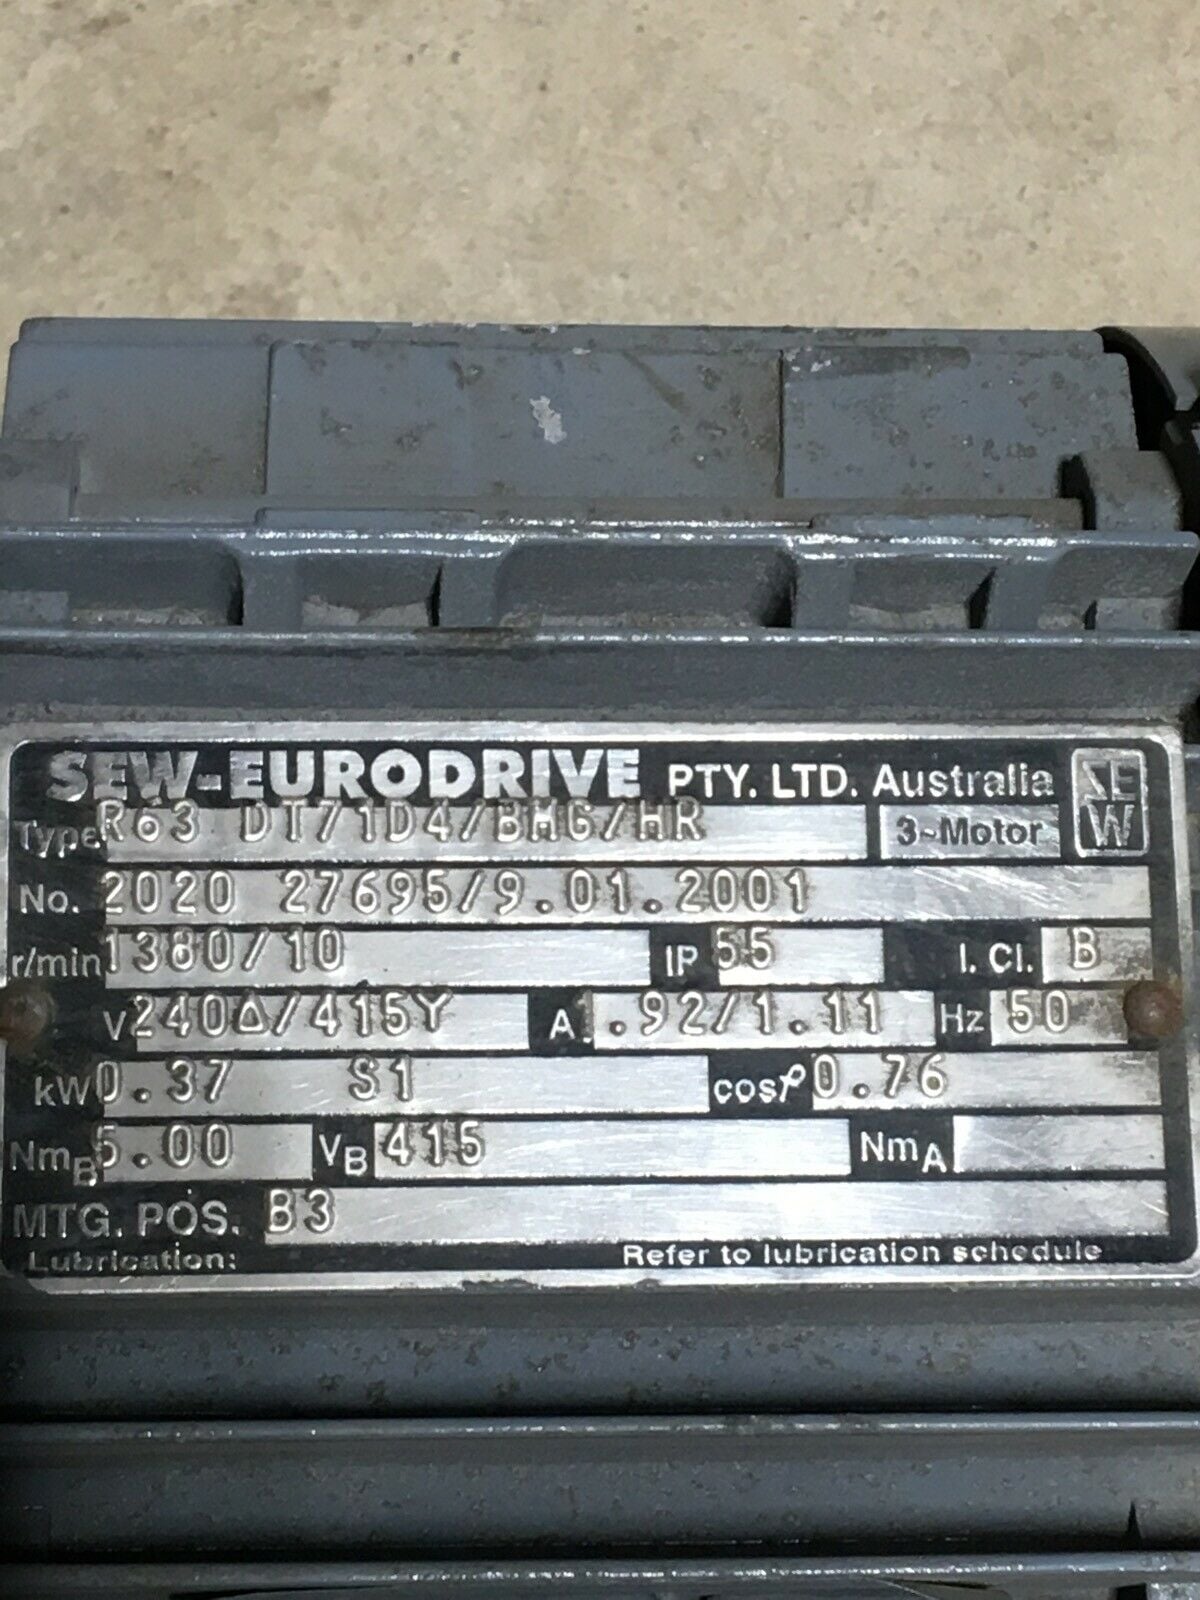 SEW-EURODRIVE PTY. LTD. Australia SEW
Type R63 DT71D4/BMG/HR 3~Motor
No. 2020 27695/9.01.2001
r/min 1380/10 IP 55 I. Cl. B
V 240Δ/415Y A .92/1.11 Hz 50
kW 0.37 S1 cosφ 0.76
NmB 5.00 VB 415 NmA
MTG. POS. B3
Lubrication: Refer to lubrication schedule